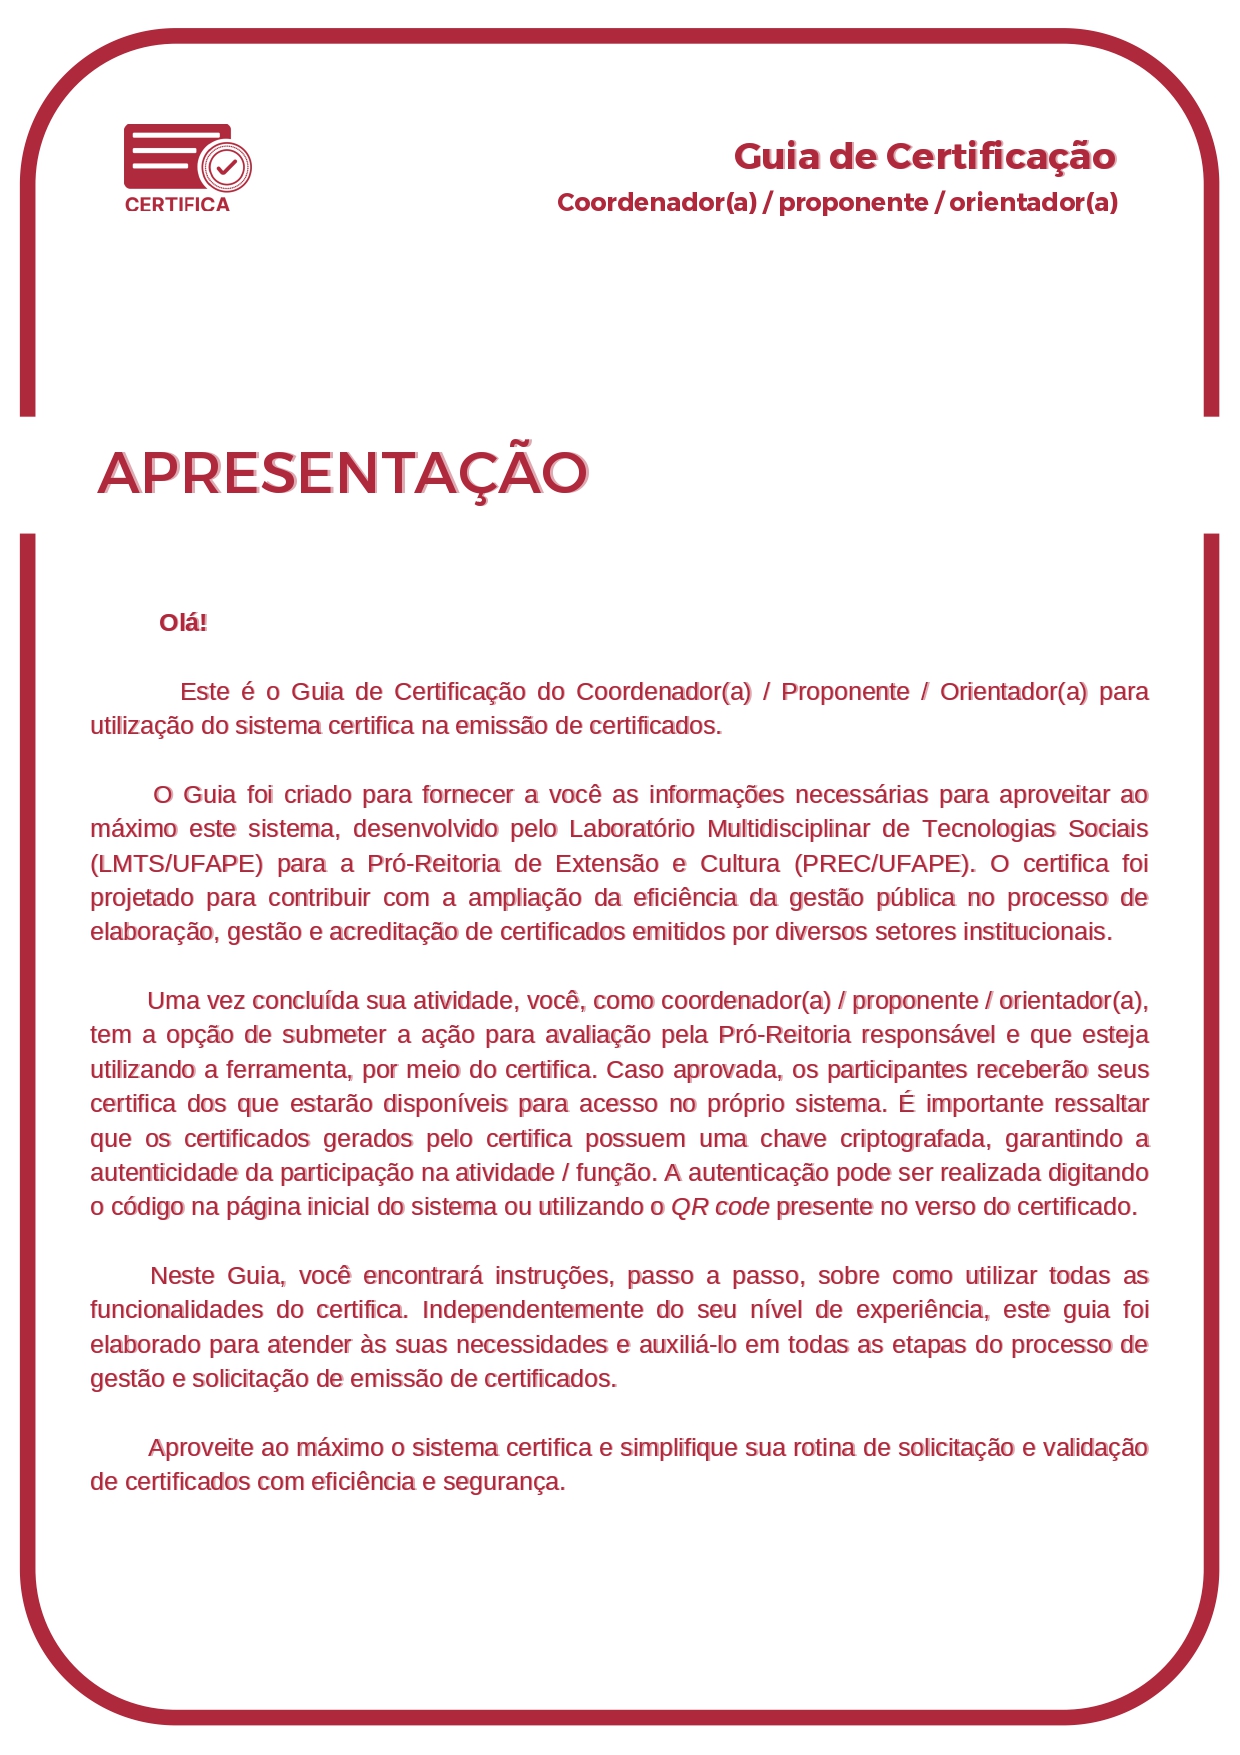 CERTIFICA
Guia de Certificação
Coordenador(a) / proponente / orientador(a)
APRESENTAÇÃO
Olá!
Este é o Guia de Certificação do Coordenador(a) / Proponente / Orientador(a) para
utilização do sistema certifica na emissão de certificados.
O Guia foi criado para fornecer a você as informações necessárias para aproveitar ao
máximo este sistema, desenvolvido pelo Laboratório Multidisciplinar de Tecnologias Sociais
(LMTS/UFAPE) para a Pró-Reitoria de Extensão e Cultura (PREC/UFAPE). O certifica foi
projetado para contribuir com a ampliação da eficiência da gestão pública no processo de
elaboração, gestão e acreditação de certificados emitidos por diversos setores institucionais.
Uma vez concluída sua atividade, você, como coordenador(a) / proponente / orientador(a),
tem a opção de submeter a ação para avaliação pela Pró-Reitoria responsável e que esteja
utilizando a ferramenta, por meio do certifica. Caso aprovada, os participantes receberão seus
certifica dos que estarão disponíveis para acesso no próprio sistema. É importante ressaltar
que os certificados gerados pelo certifica possuem uma chave criptografada, garantindo a
autenticidade da participação na atividade / função. A autenticação pode ser realizada digitando
o código na página inicial do sistema ou utilizando o QR code presente no verso do certificado.
Neste Guia, você encontrará instruções, passo a passo, sobre como utilizar todas as
funcionalidades do certifica. Independentemente do seu nível de experiência, este guia foi
elaborado para atender às suas necessidades e auxiliá-lo em todas as etapas do processo de
gestão e solicitação de emissão de certificados.
Aproveite ao máximo o sistema certifica e simplifique sua rotina de solicitação e validação
de certificados com eficiência e segurança.